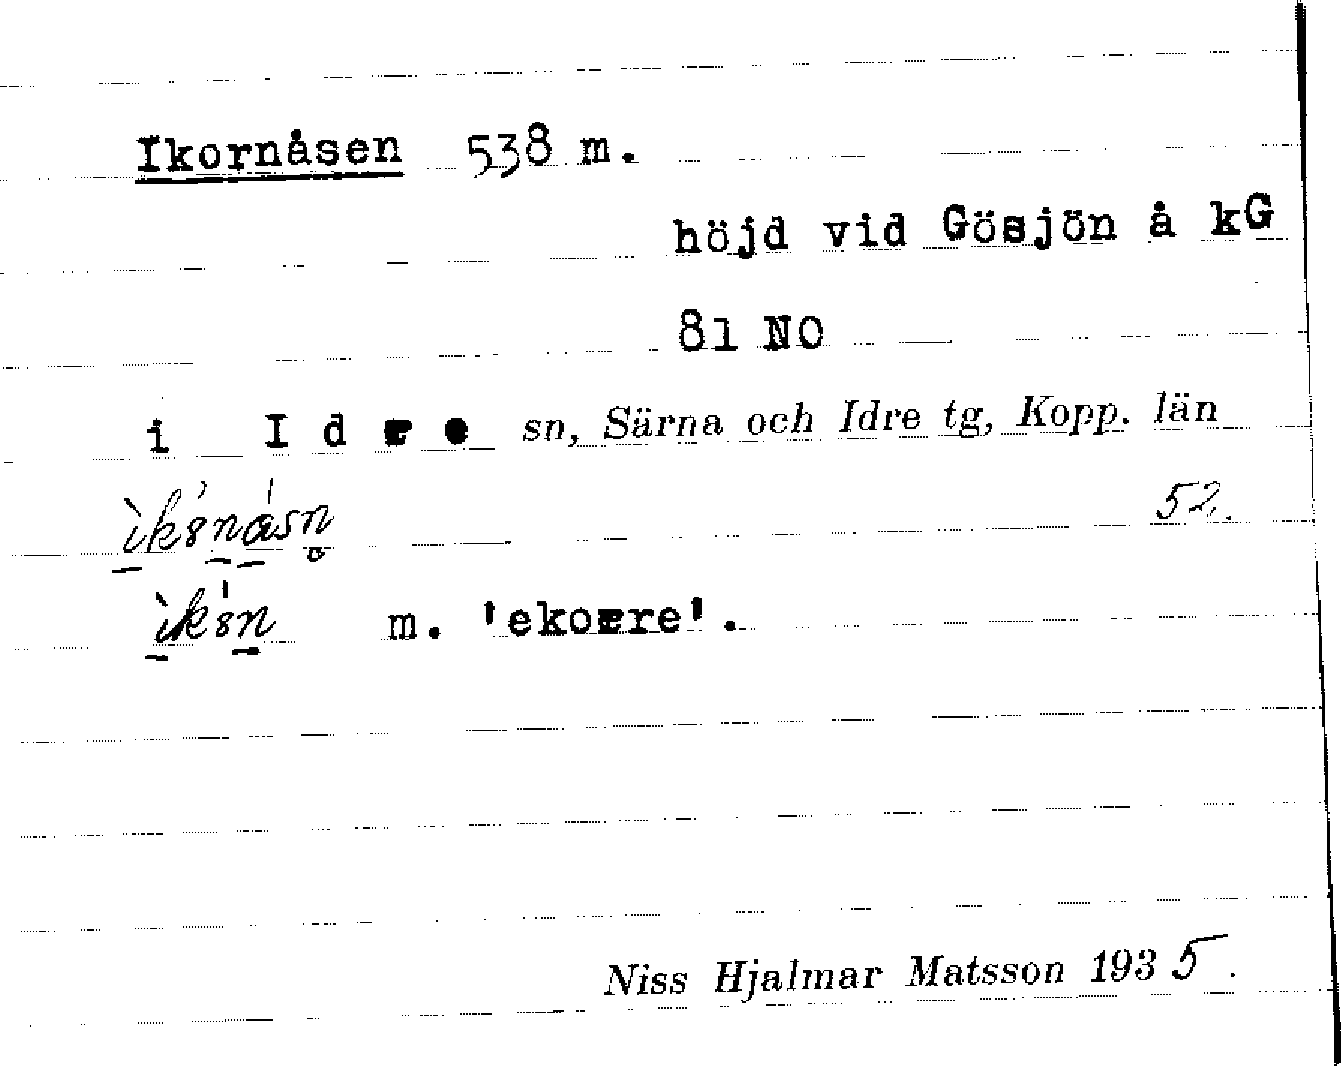 Ikornåsen 538 m.
höjd vid Gösjön å kG
81 NO
i Idre sn, Särna och Idre tg, Kopp. län
52.
m. 'ekorre'.
Niss Hjalmar Matsson 1935.